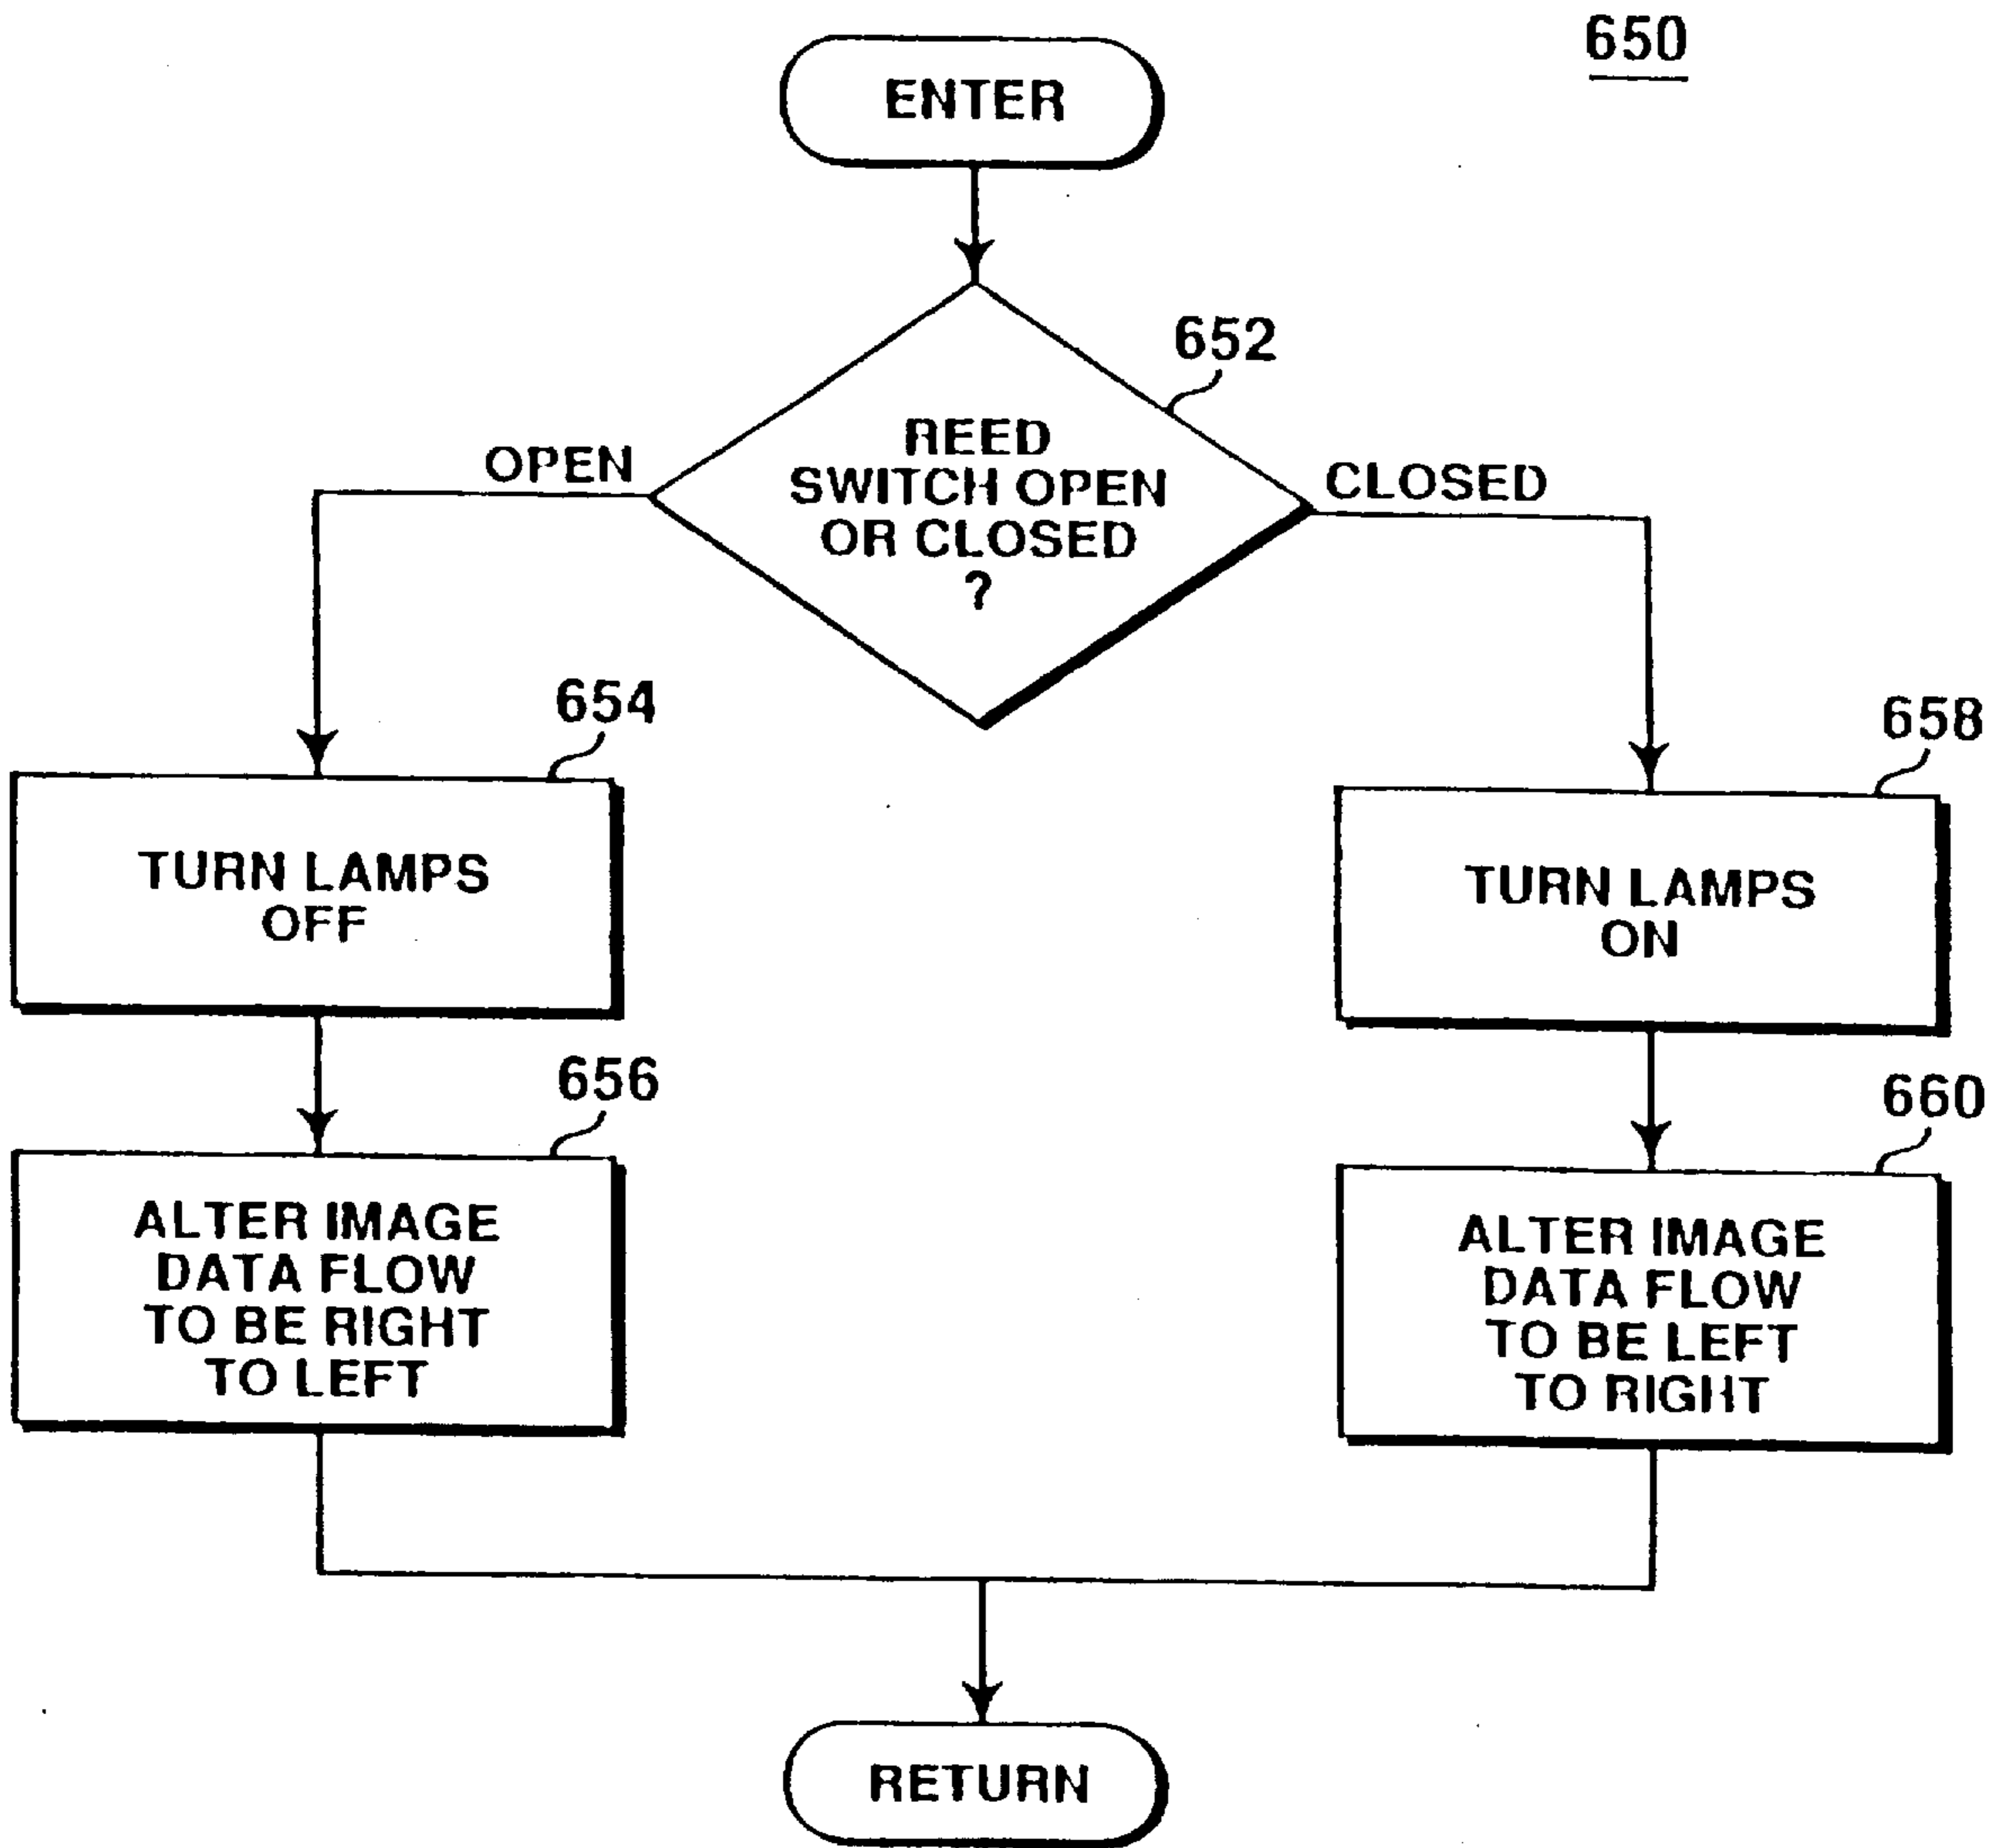 650
ENTER
652
REED
SWITCH OPEN
OR CLOSED
?
OPEN
CLOSED
654
TURN LAMPS
OFF
658
TURN LAMPS
ON
656
ALTER IMAGE
DATA FLOW
TO BE RIGHT
TO LEFT
660
ALTER IMAGE
DATA FLOW
TO BE LEFT
TO RIGHT
RETURN